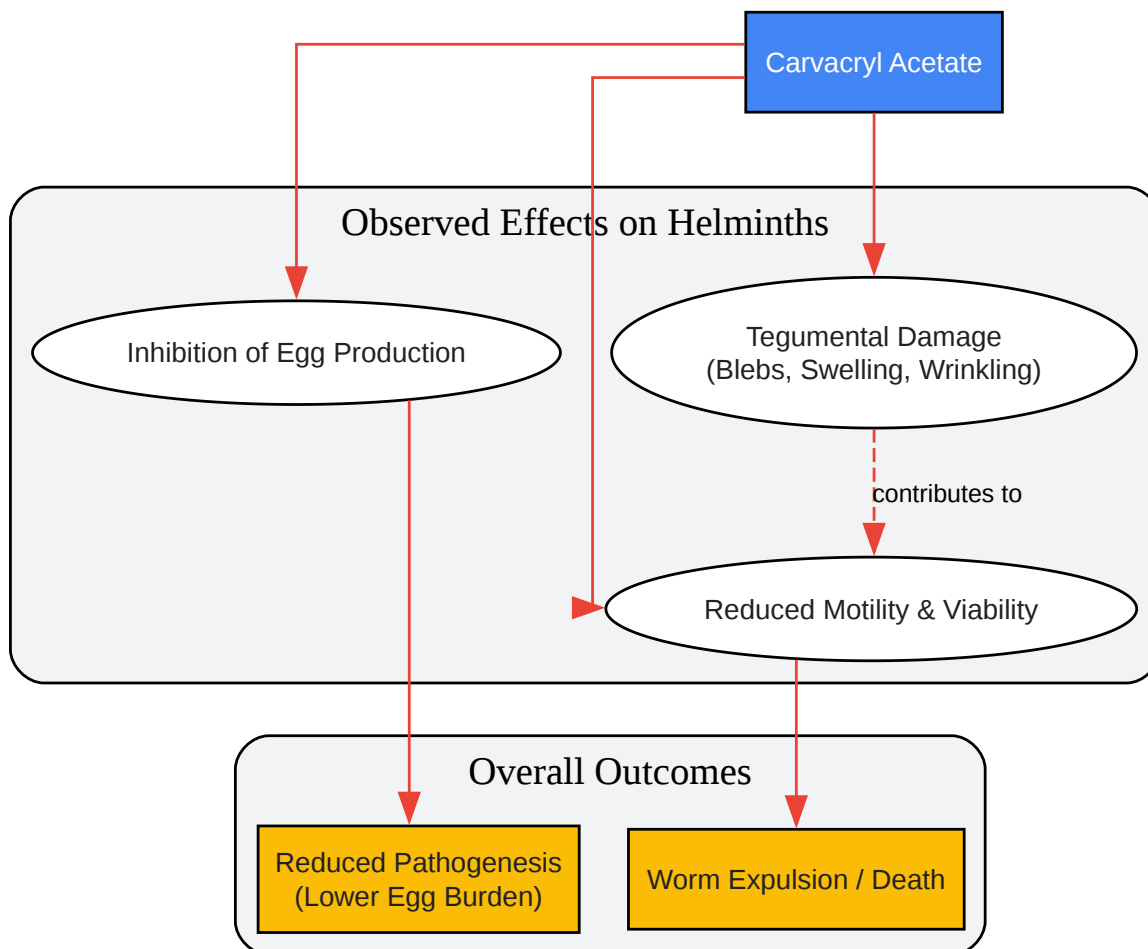 Carvacryl Acetate
Observed Effects on Helminths
Inhibition of Egg Production
Tegumental Damage
(Blebs, Swelling, Wrinkling)
contributes to
Reduced Motility & Viability
Overall Outcomes
Reduced Pathogenesis
(Lower Egg Burden)
Worm Expulsion / Death